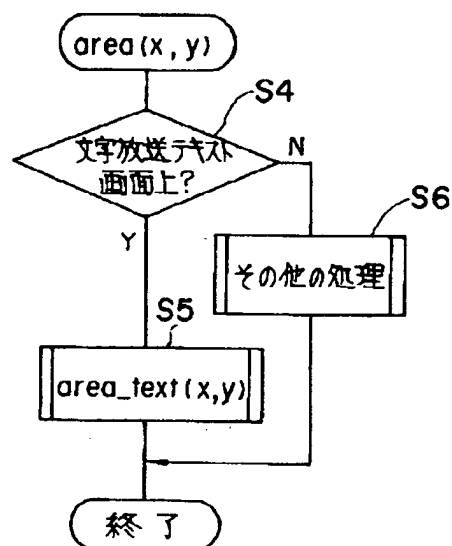 area(x,y)
S4
文字放送テキスト
画面上?
N
Y
S6
その他の処理
S5
area_text(x,y)
終了